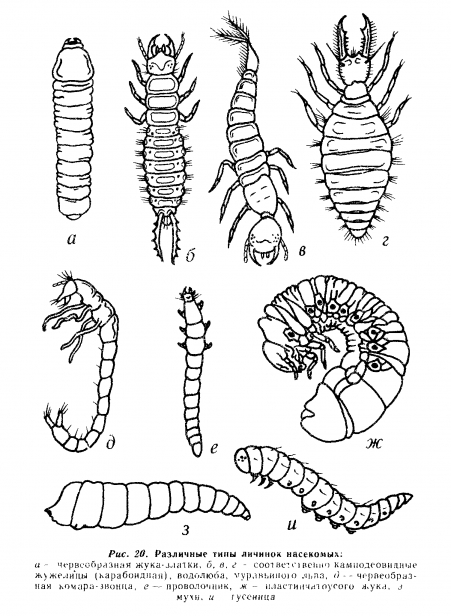 а
б
в
г
д
е
ж
з
и
Рис. 20. Различные типы личинок насекомых:
а — червеобразная жука-златки, б, в, г — соответственно камподеовидные
жужелицы (карабоидная), водолюба, муравьиного льва, д — червеобраз-
ная комара-звонца, е — проволочник, ж — пластинчатоусого жука, з
мухи, и гусеница